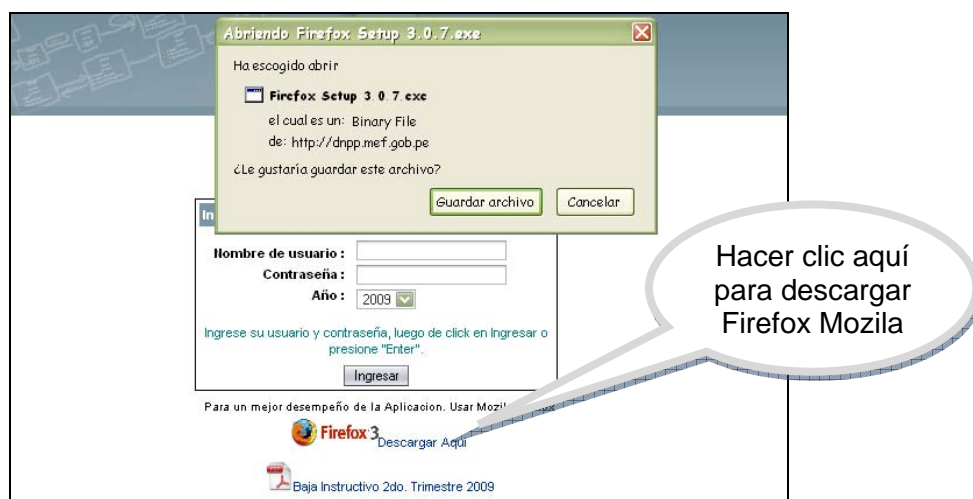 Abriendo Firefox Setup 3.0.7.exe
Ha escogido abrir
Firefox Setup 3.0.7.exe
el cual es un: Binary File
de: http://dnpp.mef.gob.pe
¿Le gustaría guardar este archivo?
Guardar archivo Cancelar
In
Nombre de usuario :
Contraseña :
Año : 2009
Ingrese su usuario y contraseña, luego de click en Ingresar o
presione "Enter".
Ingresar
Hacer clic aquí
para descargar
Firefox Mozila
Para un mejor desempeño de la Aplicacion. Usar
Firefox 3 Descargar Aqui
Baja Instructivo 2do. Trimestre 2009